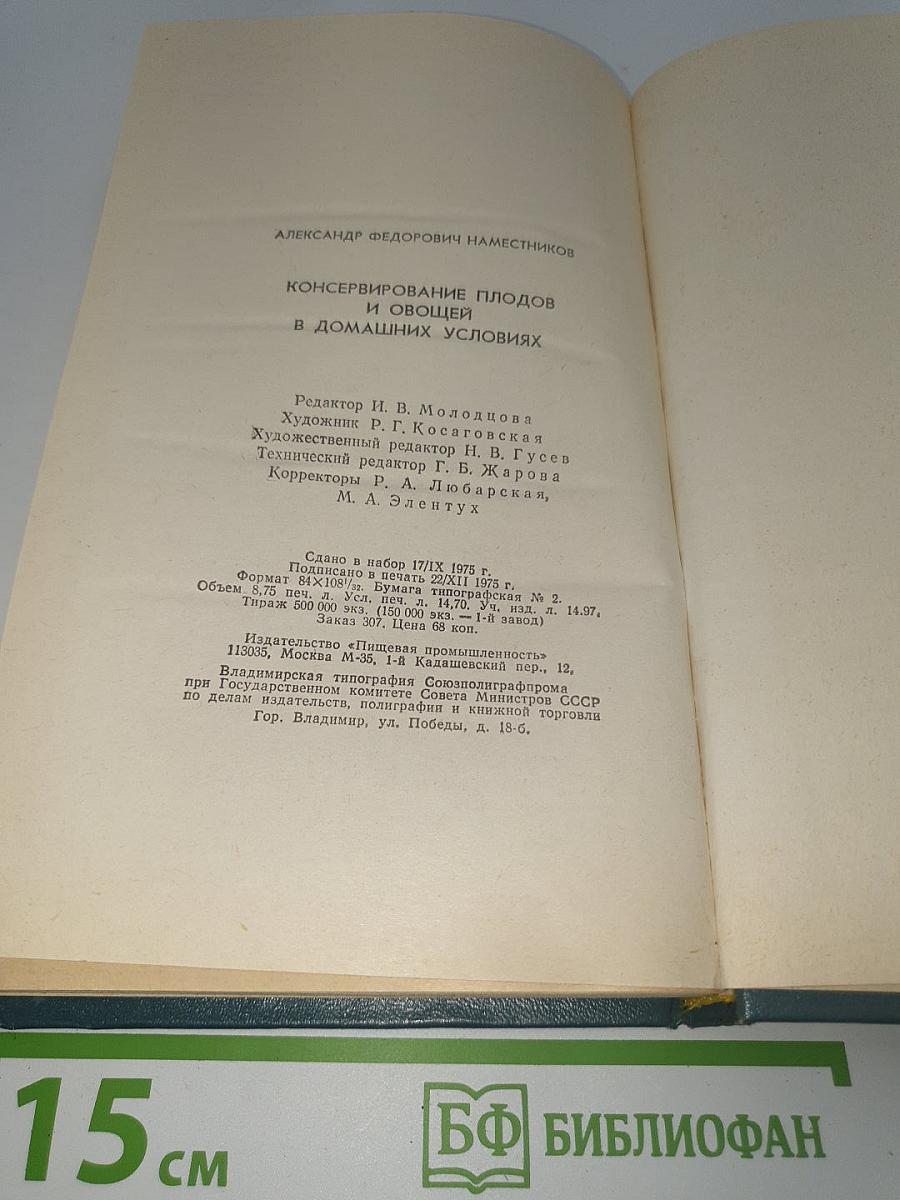 АЛЕКСАНДР ФЕДОРОВИЧ НАМЕСТНИКОВ
КОНСЕРВИРОВАНИЕ ПЛОДОВ
И ОВОЩЕЙ
В ДОМАШНИХ УСЛОВИЯХ
Редактор И. В. Молодцова
Художник Р. Г. Косаговская
Художественный редактор Н. В. Гусев
Технический редактор Г. Б. Жарова
Корректоры Р. А. Любарская,
М. А. Элентух
Сдано в набор 17/IX 1975 г.
Подписано в печать 22/XII 1975 г.
Формат 84×108¹/₃₂. Бумага типографская № 2.
Объем 8,75 печ. л. Усл. печ. л. 14,70. Уч. изд. л. 14.97.
Тираж 500 000 экз. (150 000 экз. — 1-й завод)
Заказ 307. Цена 68 коп.
Издательство «Пищевая промышленность»
113035, Москва М-35, 1-й Кадашевский пер., 12.
Владимирская типография Союзполиграфпрома
при Государственном комитете Совета Министров СССР
по делам издательств, полиграфии и книжной торговли
Гор. Владимир, ул. Победы, д. 18-б.
15 см
БФ БИБЛИОФАН